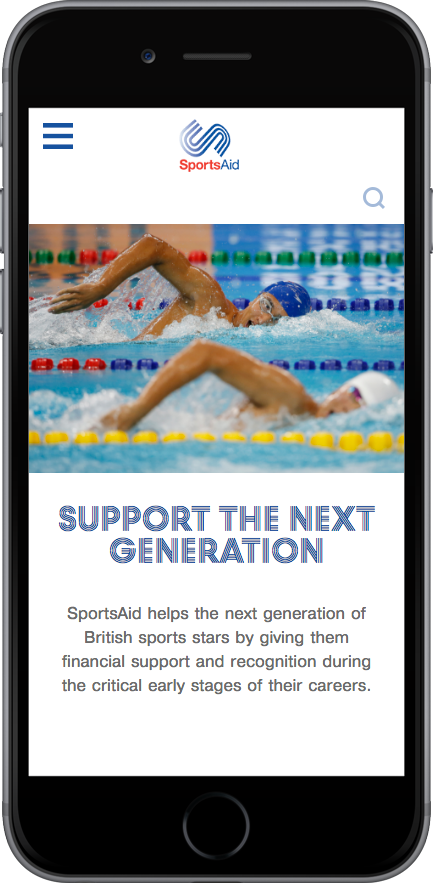 SportsAid
SUPPORT THE NEXT
GENERATION
SportsAid helps the next generation of
British sports stars by giving them
financial support and recognition during
the critical early stages of their careers.